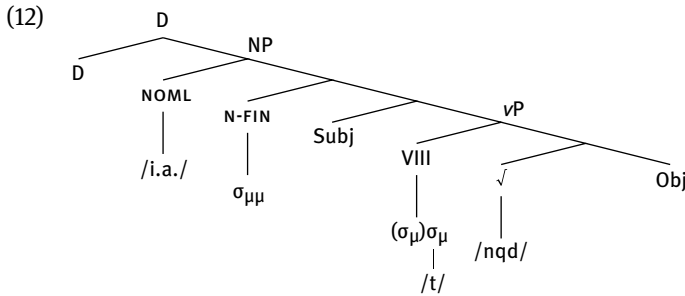 (12)
D
D
NP
NOML
N-FIN
Subj
vP
/i.a./
VIII
√
Obj
σμμ
(σμ)σμ
/nqd/
/t/